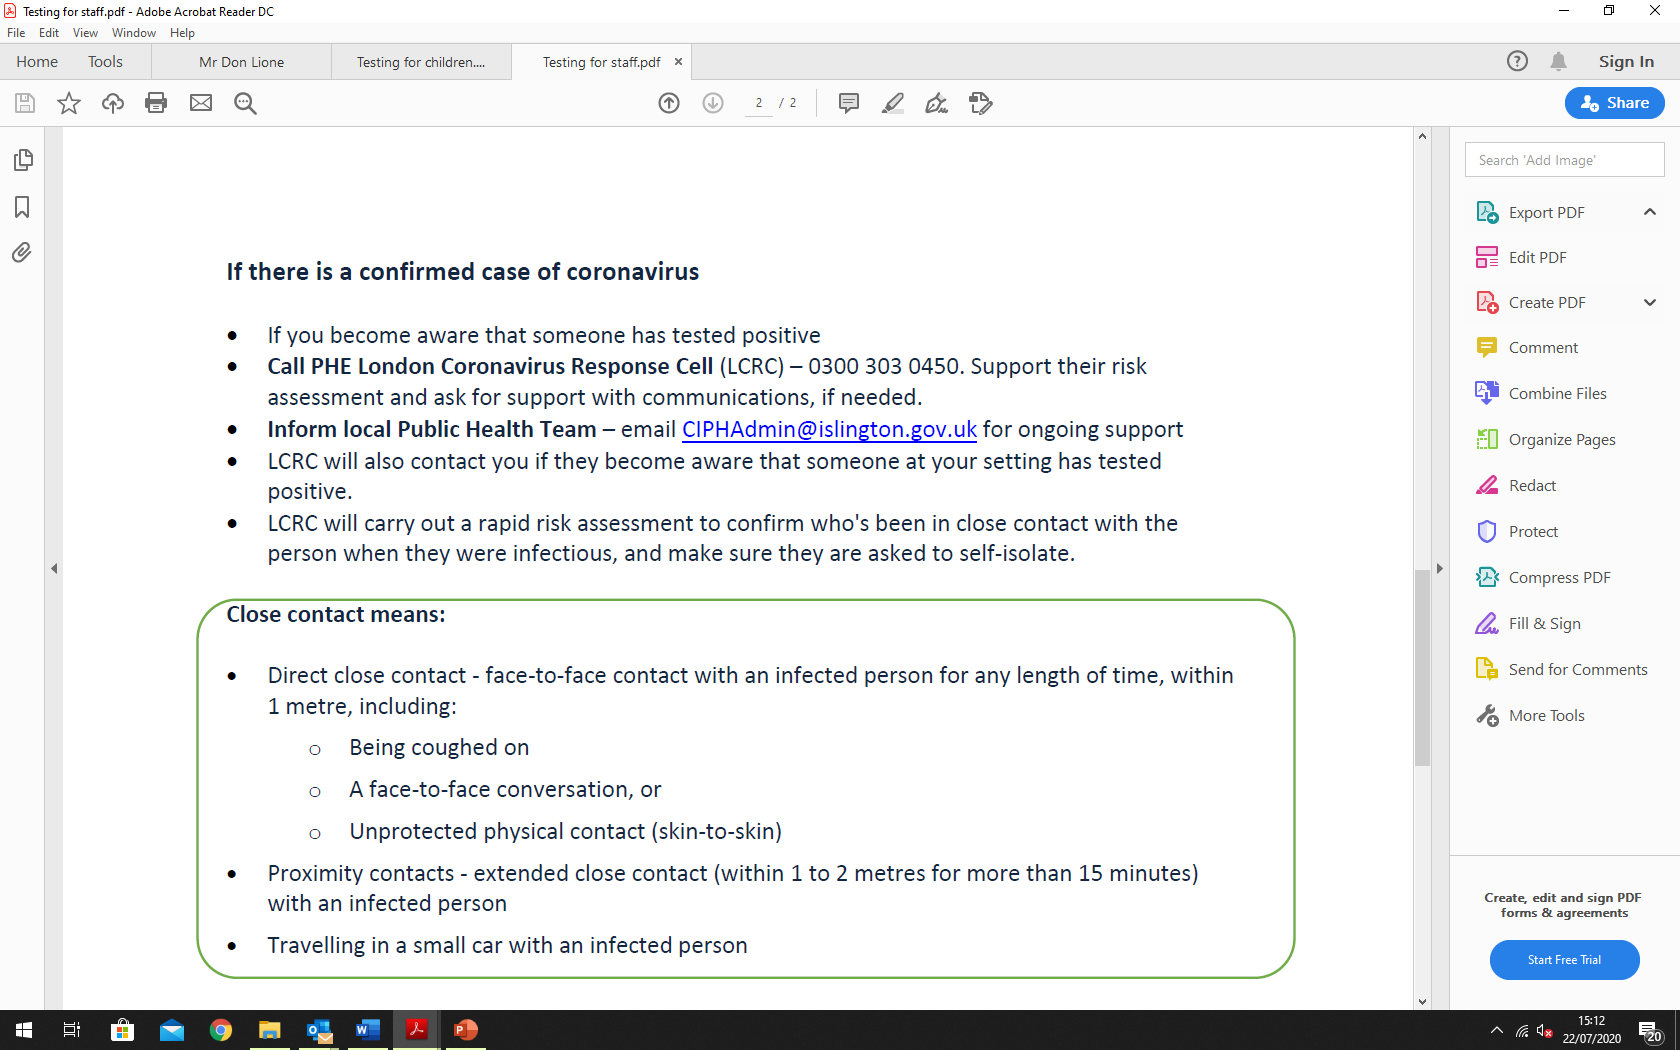 Testing for staff.pdf - Adobe Acrobat Reader DC
File Edit View Window Help
Home Tools Mr Don Lione Testing for children.... Testing for staff.pdf × Sign In
2 / 2 Share
Search 'Add Image'
Export PDF
Edit PDF
Create PDF
Comment
Combine Files
Organize Pages
Redact
Protect
Compress PDF
Fill & Sign
Send for Comments
More Tools
Create, edit and sign PDF
forms & agreements
Start Free Trial
If there is a confirmed case of coronavirus
• If you become aware that someone has tested positive
• Call PHE London Coronavirus Response Cell (LCRC) – 0300 303 0450. Support their risk
assessment and ask for support with communications, if needed.
• Inform local Public Health Team – email CIPHAdmin@islington.gov.uk for ongoing support
• LCRC will also contact you if they become aware that someone at your setting has tested
positive.
• LCRC will carry out a rapid risk assessment to confirm who's been in close contact with the
person when they were infectious, and make sure they are asked to self-isolate.
Close contact means:
• Direct close contact - face-to-face contact with an infected person for any length of time, within
1 metre, including:
o Being coughed on
o A face-to-face conversation, or
o Unprotected physical contact (skin-to-skin)
• Proximity contacts - extended close contact (within 1 to 2 metres for more than 15 minutes)
with an infected person
• Travelling in a small car with an infected person
15:12
22/07/2020
20